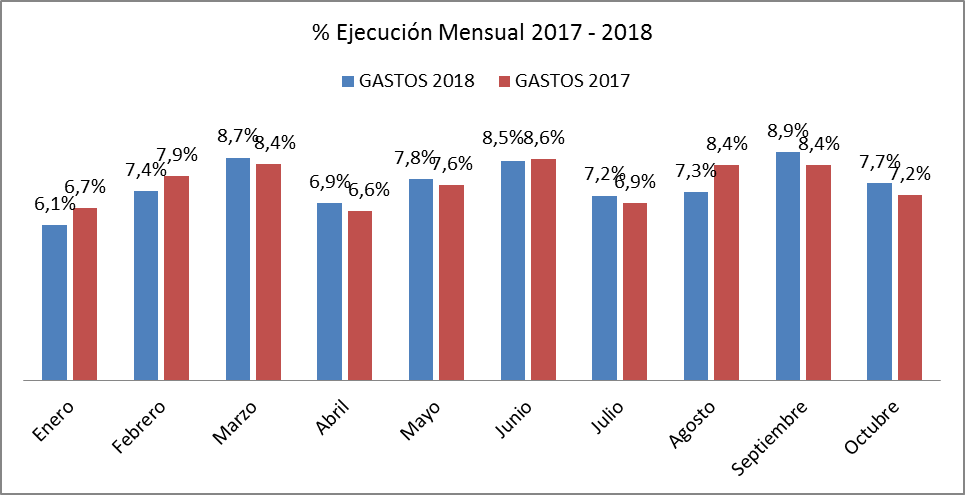 % Ejecución Mensual 2017 - 2018
GASTOS 2018 GASTOS 2017
6,1% 6,7% 7,4% 7,9% 8,7% 8,4% 6,9% 6,6% 7,8% 7,6% 8,5% 8,6% 7,2% 6,9% 7,3% 8,4% 8,9% 8,4% 7,7% 7,2%
Enero Febrero Marzo Abril Mayo Junio Julio Agosto Septiembre Octubre